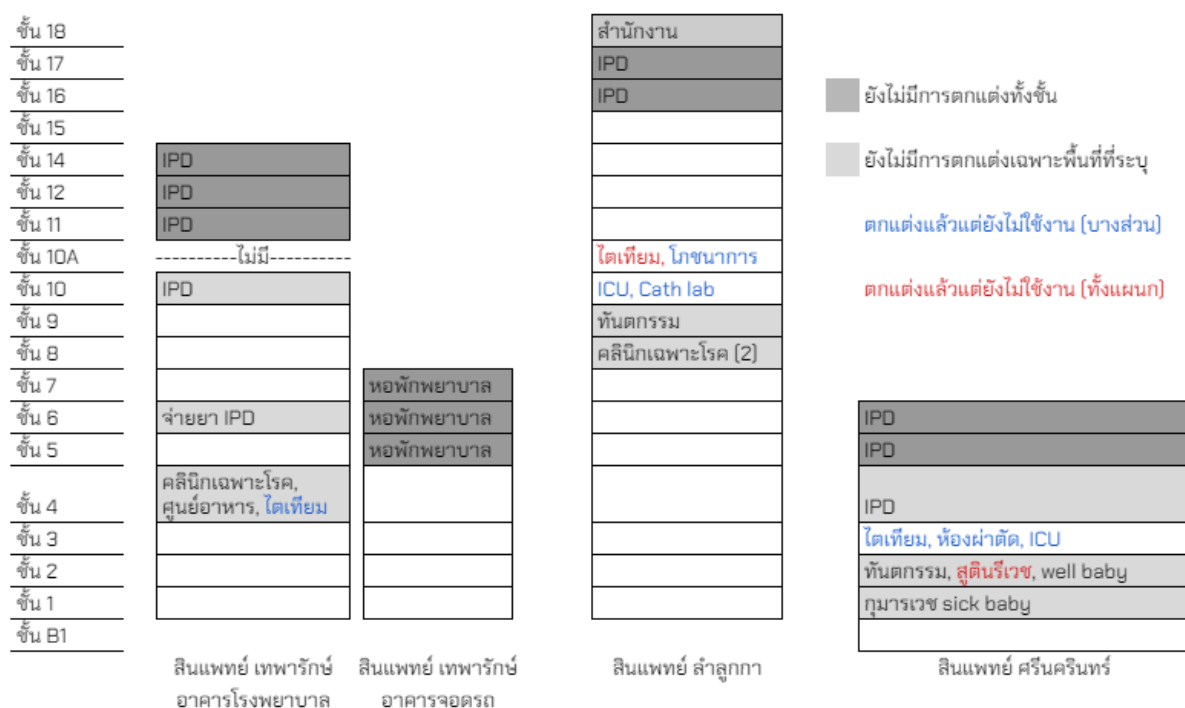 ชั้น 18 สำนักงาน
ชั้น 17 IPD
ชั้น 16 IPD ยังไม่มีการตกแต่งทั้งชั้น
ชั้น 15
ชั้น 14 IPD ยังไม่มีการตกแต่งเฉพาะพื้นที่ที่ระบุ
ชั้น 12 IPD
ชั้น 11 IPD ตกแต่งแล้วแต่ยังไม่ใช้งาน (บางส่วน)
ชั้น 10A ----------ไม่มี---------- ไตเทียม, โภชนาการ
ชั้น 10 IPD ICU, Cath lab ตกแต่งแล้วแต่ยังไม่ใช้งาน (ทั้งแผนก)
ชั้น 9 ทันตกรรม
ชั้น 8 คลินิกเฉพาะโรค (2)
ชั้น 7 หอพักพยาบาล
ชั้น 6 จ่ายยา IPD หอพักพยาบาล IPD
ชั้น 5 หอพักพยาบาล IPD
คลินิกเฉพาะโรค,
ชั้น 4 ศูนย์อาหาร, ไตเทียม IPD
ชั้น 3 ไตเทียม, ห้องผ่าตัด, ICU
ชั้น 2 ทันตกรรม, สูตินรีเวช, well baby
ชั้น 1 กุมารเวช sick baby
ชั้น B1
สินแพทย์ เทพารักษ์ สินแพทย์ เทพารักษ์ สินแพทย์ ลำลูกกา สินแพทย์ ศรีนครินทร์
อาคารโรงพยาบาล อาคารจอดรถ